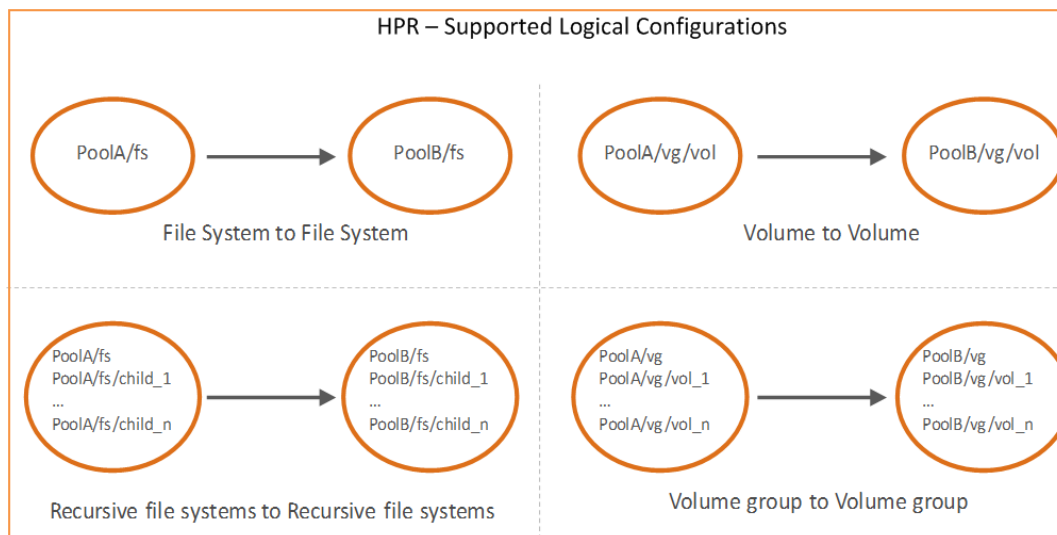 HPR – Supported Logical Configurations
PoolA/fs
PoolB/fs
File System to File System
PoolA/vg/vol
PoolB/vg/vol
Volume to Volume
PoolA/fs
PoolA/fs/child_1
...
PoolA/fs/child_n
PoolB/fs
PoolB/fs/child_1
...
PoolB/fs/child_n
Recursive file systems to Recursive file systems
PoolA/vg
PoolA/vg/vol_1
...
PoolA/vg/vol_n
PoolB/vg
PoolB/vg/vol_1
...
PoolB/vg/vol_n
Volume group to Volume group